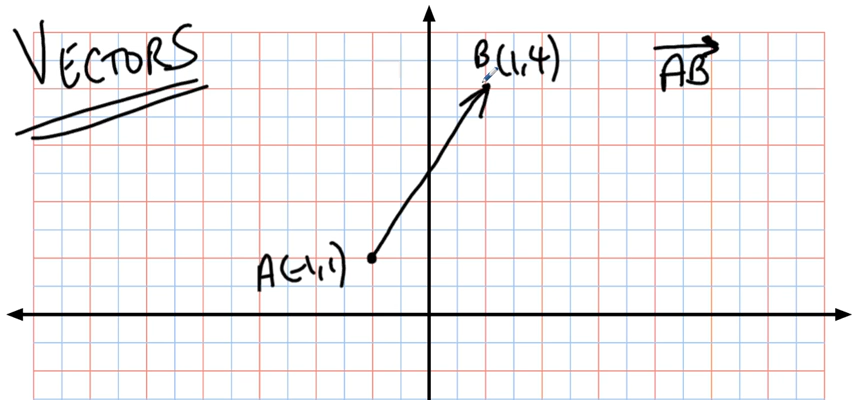 VECTORS
B(1,4)
AB
A(-1,1)